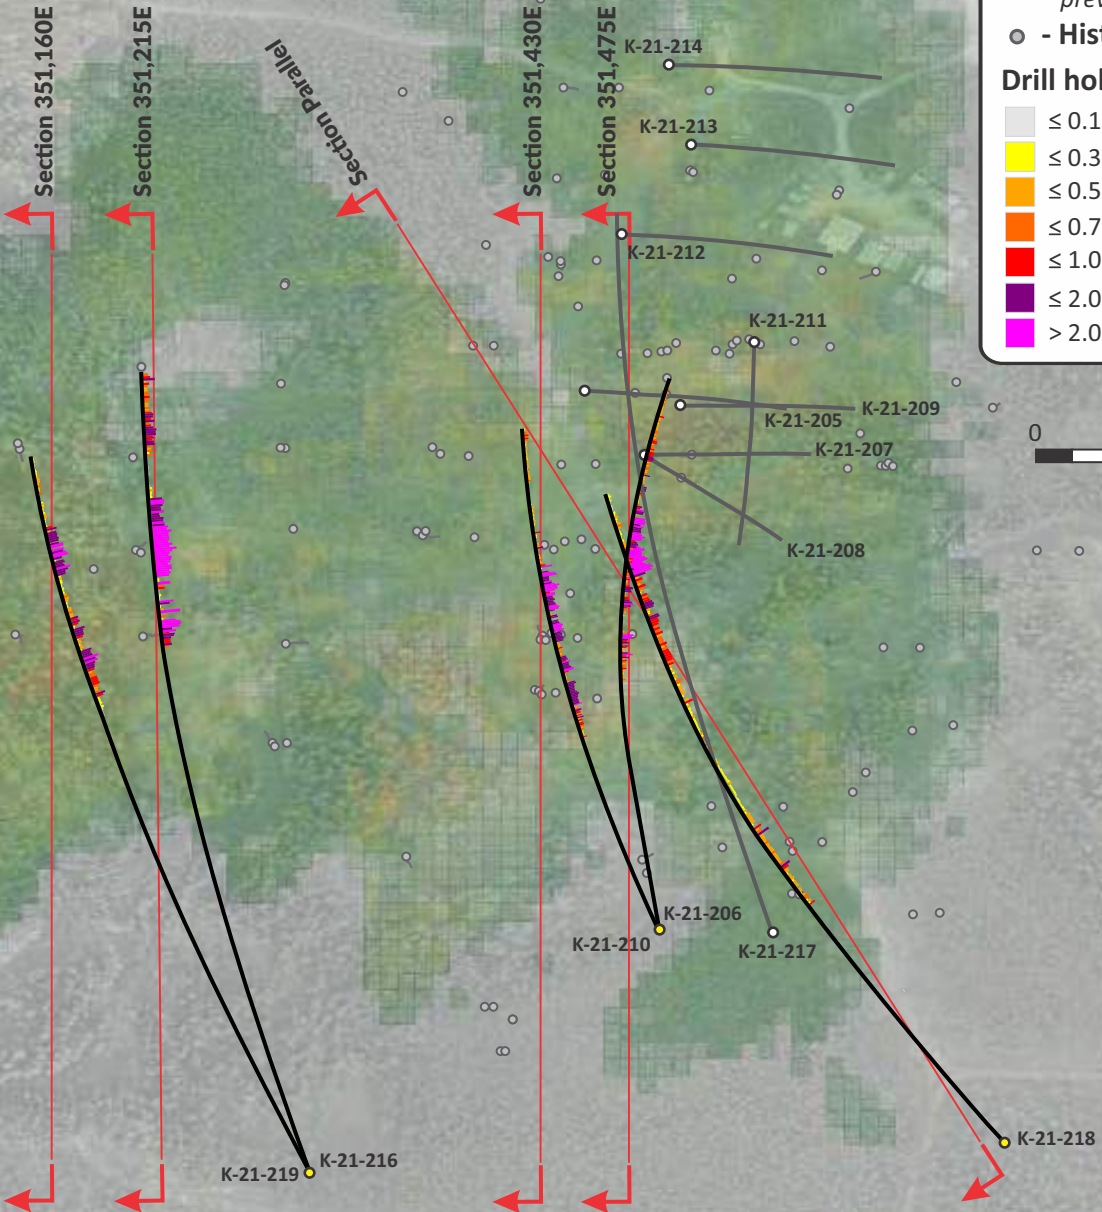 Section 351,160E
Section 351,215E
Section Parallel
Section 351,430E
Section 351,475E
- Hist
Drill hol
≤ 0.1
≤ 0.3
≤ 0.5
≤ 0.7
≤ 1.0
≤ 2.0
> 2.0
0
K-21-214
K-21-213
K-21-212
K-21-211
K-21-209
K-21-205
K-21-207
K-21-208
K-21-206
K-21-210
K-21-217
K-21-218
K-21-216
K-21-219